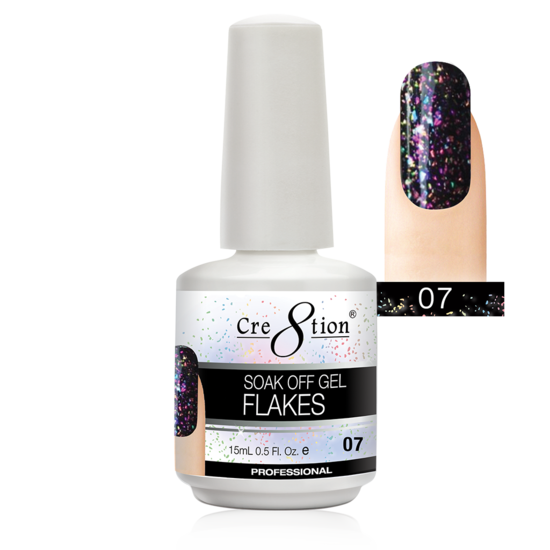 07
Cre8tion®
SOAK OFF GEL
FLAKES
15mL 0.5 Fl. Oz. e 07
PROFESSIONAL